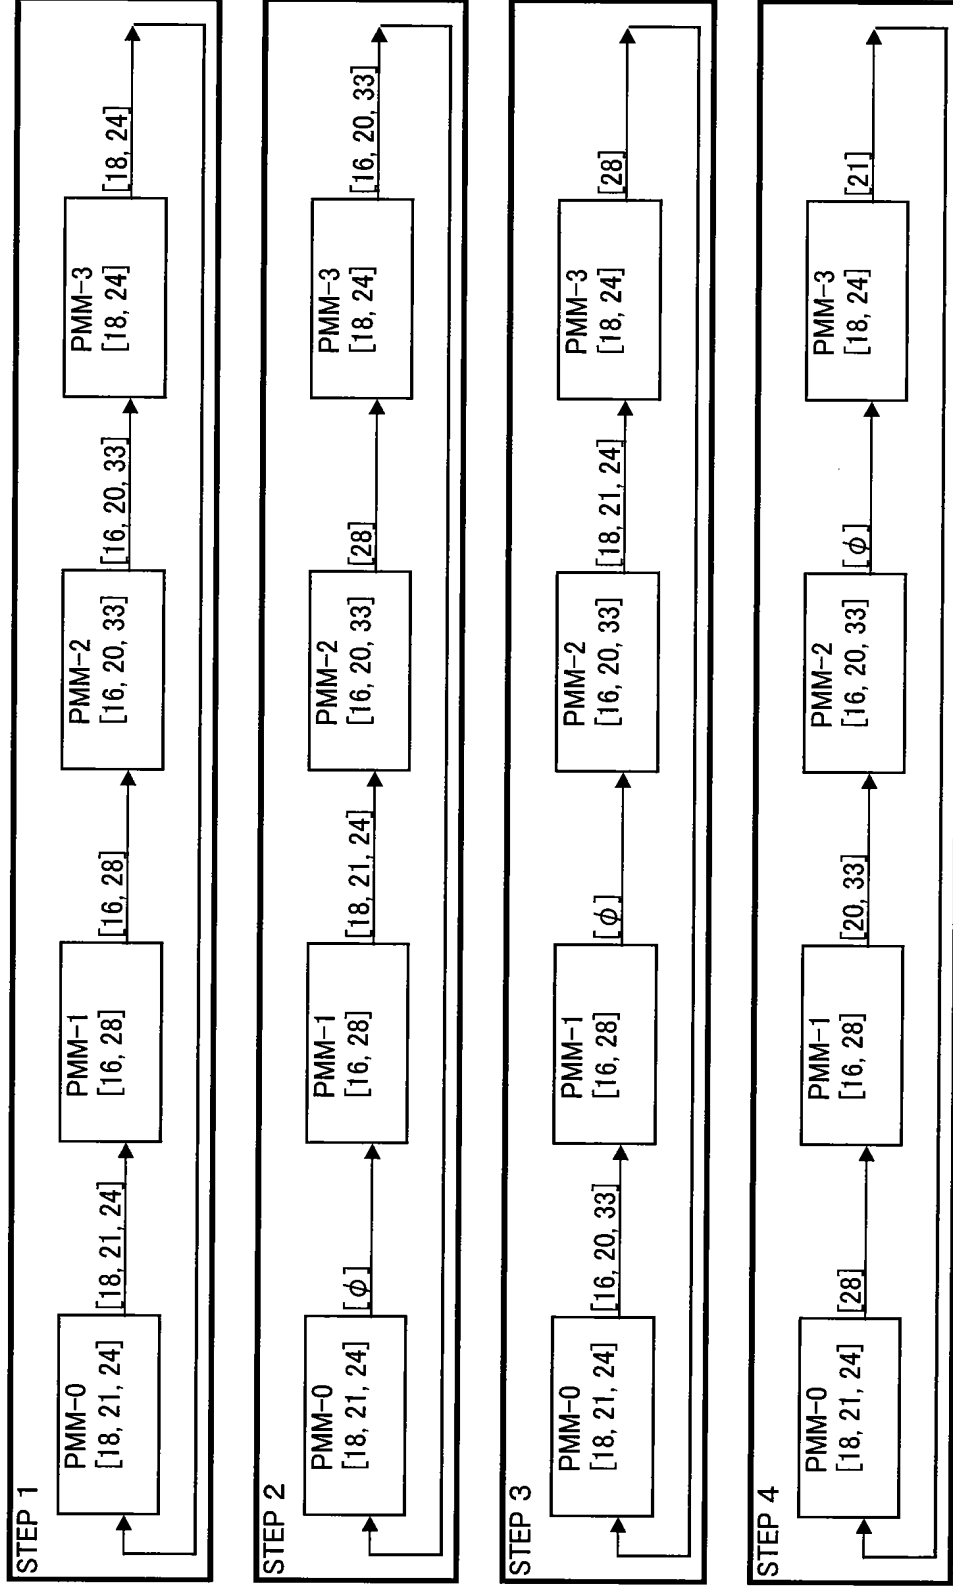 STEP 1
PMM-0
[18, 21, 24]
[18, 21, 24]
PMM-1
[16, 28]
[16, 28]
PMM-2
[16, 20, 33]
[16, 20, 33]
PMM-3
[18, 24]
[18, 24]
STEP 2
PMM-0
[18, 21, 24]
[ϕ]
PMM-1
[16, 28]
[18, 21, 24]
PMM-2
[16, 20, 33]
[28]
PMM-3
[18, 24]
[16, 20, 33]
STEP 3
PMM-0
[18, 21, 24]
[16, 20, 33]
PMM-1
[16, 28]
[ϕ]
PMM-2
[16, 20, 33]
[18, 21, 24]
PMM-3
[18, 24]
[28]
STEP 4
PMM-0
[18, 21, 24]
[28]
PMM-1
[16, 28]
[20, 33]
PMM-2
[16, 20, 33]
[ϕ]
PMM-3
[18, 24]
[21]